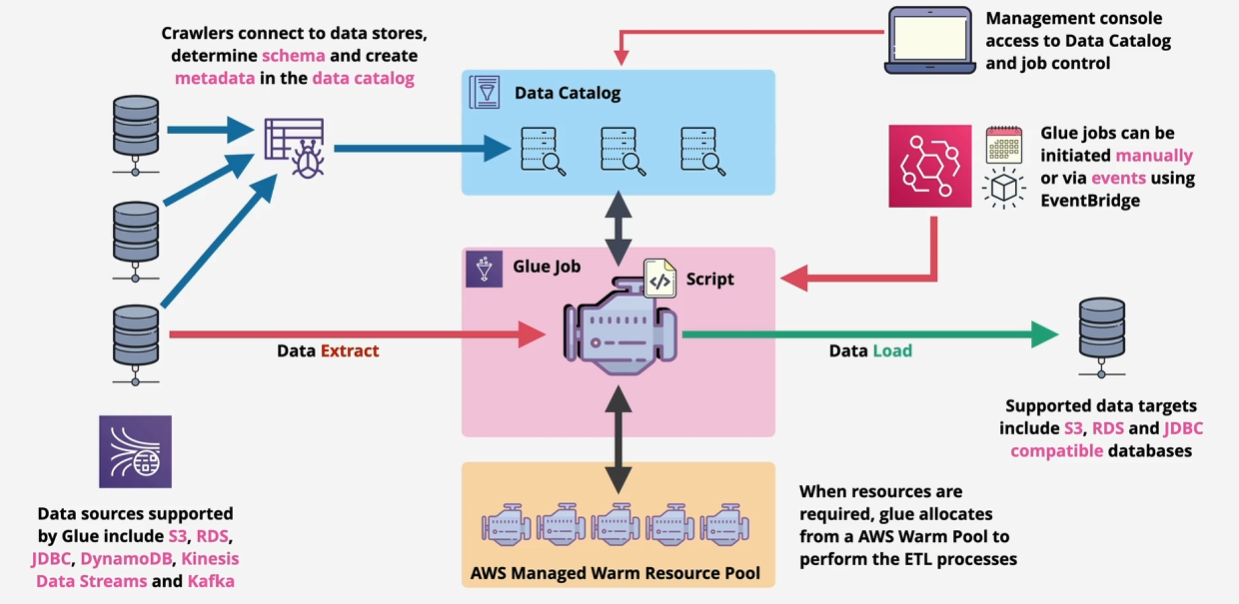 Crawlers connect to data stores,
determine schema and create
metadata in the data catalog
Management console
access to Data Catalog
and job control
Data Catalog
Glue jobs can be
initiated manually
or via events using
EventBridge
Glue Job
</>
Script
Data Extract
Data Load
Supported data targets
include S3, RDS and JDBC
compatible databases
Data sources supported
by Glue include S3, RDS,
JDBC, DynamoDB, Kinesis
Data Streams and Kafka
When resources are
required, glue allocates
from a AWS Warm Pool to
perform the ETL processes
AWS Managed Warm Resource Pool